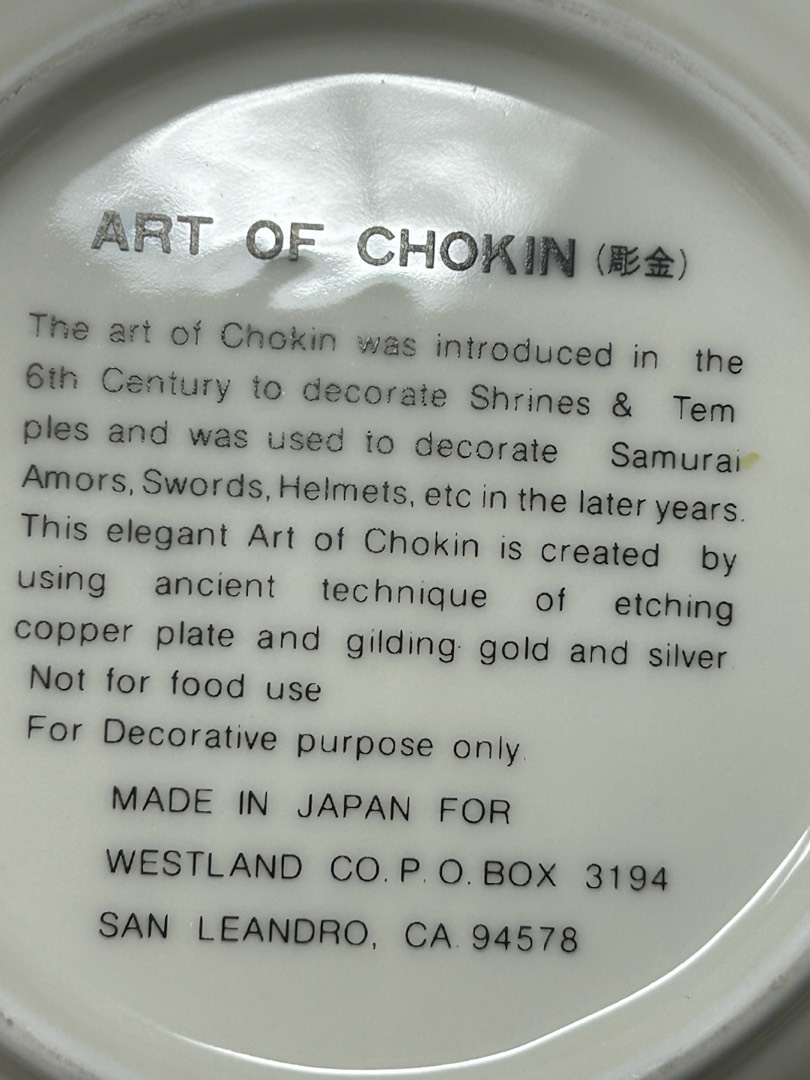 ART OF CHOKIN (彫金)
The art of Chokin was introduced in the
6th Century to decorate Shrines & Tem
ples and was used to decorate Samurai
Amors, Swords, Helmets, etc in the later years.
This elegant Art of Chokin is created by
using ancient technique of etching
copper plate and gilding gold and silver
Not for food use
For Decorative purpose only.
MADE IN JAPAN FOR
WESTLAND CO. P. O. BOX 3194
SAN LEANDRO, CA. 94578